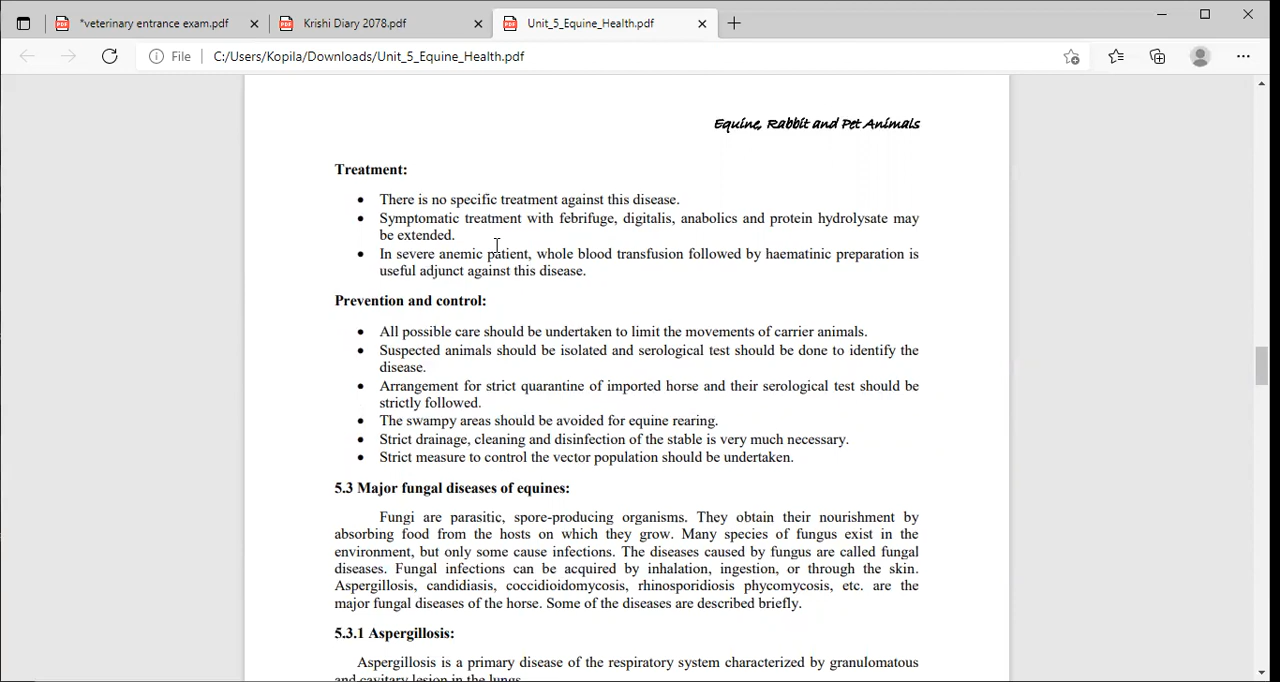 *veterinary entrance exam.pdf
Krishi Diary 2078.pdf
Unit_5_Equine_Health.pdf
File
C:/Users/Kopila/Downloads/Unit_5_Equine_Health.pdf
Equine, Rabbit and Pet Animals
Treatment:
• There is no specific treatment against this disease.
• Symptomatic treatment with febrifuge, digitalis, anabolics and protein hydrolysate may
be extended.
• In severe anemic patient, whole blood transfusion followed by haematinic preparation is
useful adjunct against this disease.
Prevention and control:
• All possible care should be undertaken to limit the movements of carrier animals.
• Suspected animals should be isolated and serological test should be done to identify the
disease.
• Arrangement for strict quarantine of imported horse and their serological test should be
strictly followed.
• The swampy areas should be avoided for equine rearing.
• Strict drainage, cleaning and disinfection of the stable is very much necessary.
• Strict measure to control the vector population should be undertaken.
5.3 Major fungal diseases of equines:
Fungi are parasitic, spore-producing organisms. They obtain their nourishment by
absorbing food from the hosts on which they grow. Many species of fungus exist in the
environment, but only some cause infections. The diseases caused by fungus are called fungal
diseases. Fungal infections can be acquired by inhalation, ingestion, or through the skin.
Aspergillosis, candidiasis, coccidioidomycosis, rhinosporidiosis phycomycosis, etc. are the
major fungal diseases of the horse. Some of the diseases are described briefly.
5.3.1 Aspergillosis:
Aspergillosis is a primary disease of the respiratory system characterized by granulomatous
and cavitary lesion in the lungs.